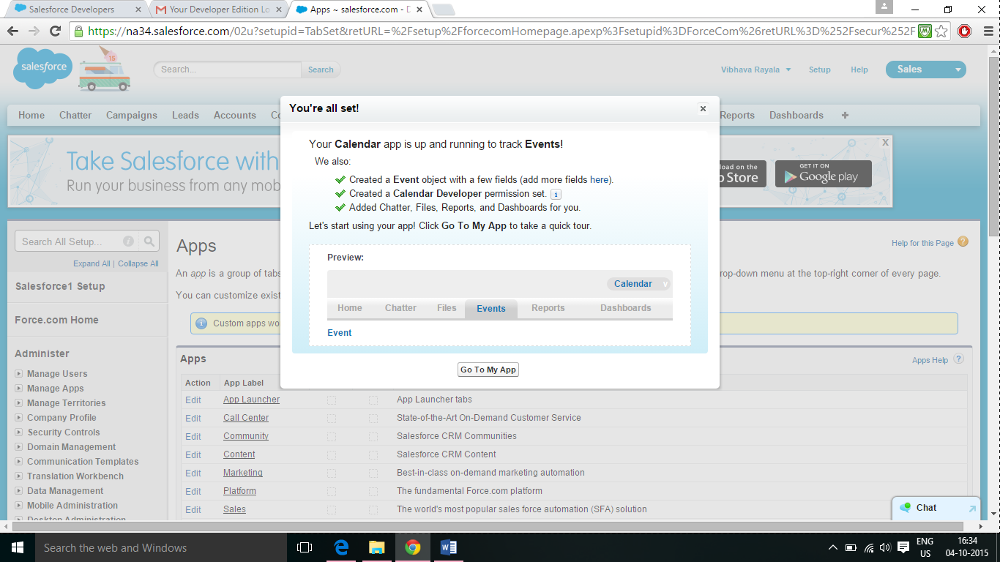 Salesforce Developers
Your Developer Edition Lo
Apps ~ salesforce.com - D
https://na34.salesforce.com/02u?setupid=TabSet&retURL=%2Fsetup%2FforcecomHomepage.apexp%3Fsetupid%3DForceCom%26retURL%3D%252Fsecur%252F
salesforce
15
Search...
Search
Vibhava Rayala
Setup
Help
Sales
Home Chatter Campaigns Leads Accounts Co
Reports Dashboards +
You're all set!
Take Salesforce with
Run your business from any mob
load on the
p Store
GET IT ON
Google play
X
Your Calendar app is up and running to track Events!
We also:
Created a Event object with a few fields (add more fields here).
Created a Calendar Developer permission set. i
Added Chatter, Files, Reports, and Dashboards for you.
Let's start using your app! Click Go To My App to take a quick tour.
Preview:
Calendar
Home Chatter Files Events Reports Dashboards
Event
Go To My App
Search All Setup...
Expand All | Collapse All
Salesforce1 Setup
Force.com Home
Administer
Manage Users
Manage Apps
Manage Territories
Company Profile
Security Controls
Domain Management
Communication Templates
Translation Workbench
Data Management
Mobile Administration
Desktop Administration
Apps
Help for this Page ?
An app is a group of tabs
rop-down menu at the top-right corner of every page.
You can customize exist
Custom apps wo
Apps
Apps Help ?
Action App Label
Edit App Launcher App Launcher tabs
Edit Call Center State-of-the-Art On-Demand Customer Service
Edit Community Salesforce CRM Communities
Edit Content Salesforce CRM Content
Edit Marketing Best-in-class on-demand marketing automation
Edit Platform The fundamental Force.com platform
Edit Sales The world's most popular sales force automation (SFA) solution
Chat
Search the web and Windows
ENG
US
16:34
04-10-2015